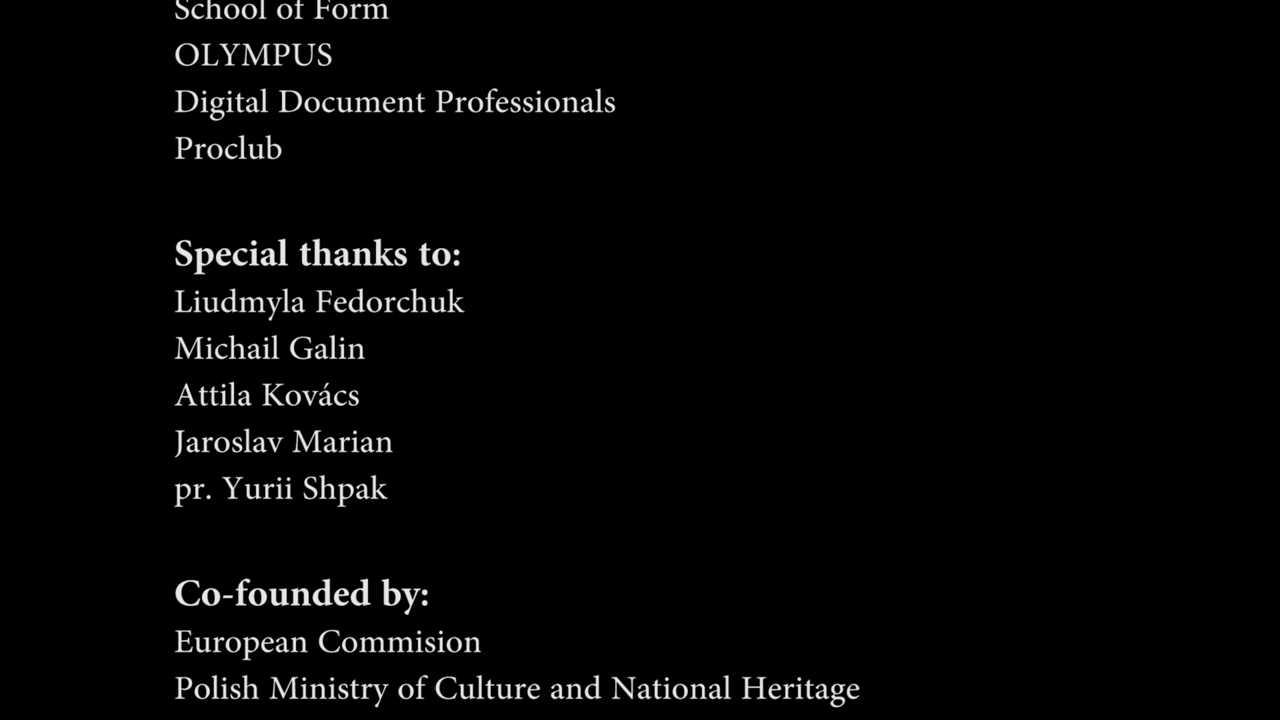 School of Form
OLYMPUS
Digital Document Professionals
Proclub
Special thanks to:
Liudmyla Fedorchuk
Michail Galin
Attila Kovács
Jaroslav Marian
pr. Yurii Shpak
Co-founded by:
European Commision
Polish Ministry of Culture and National Heritage